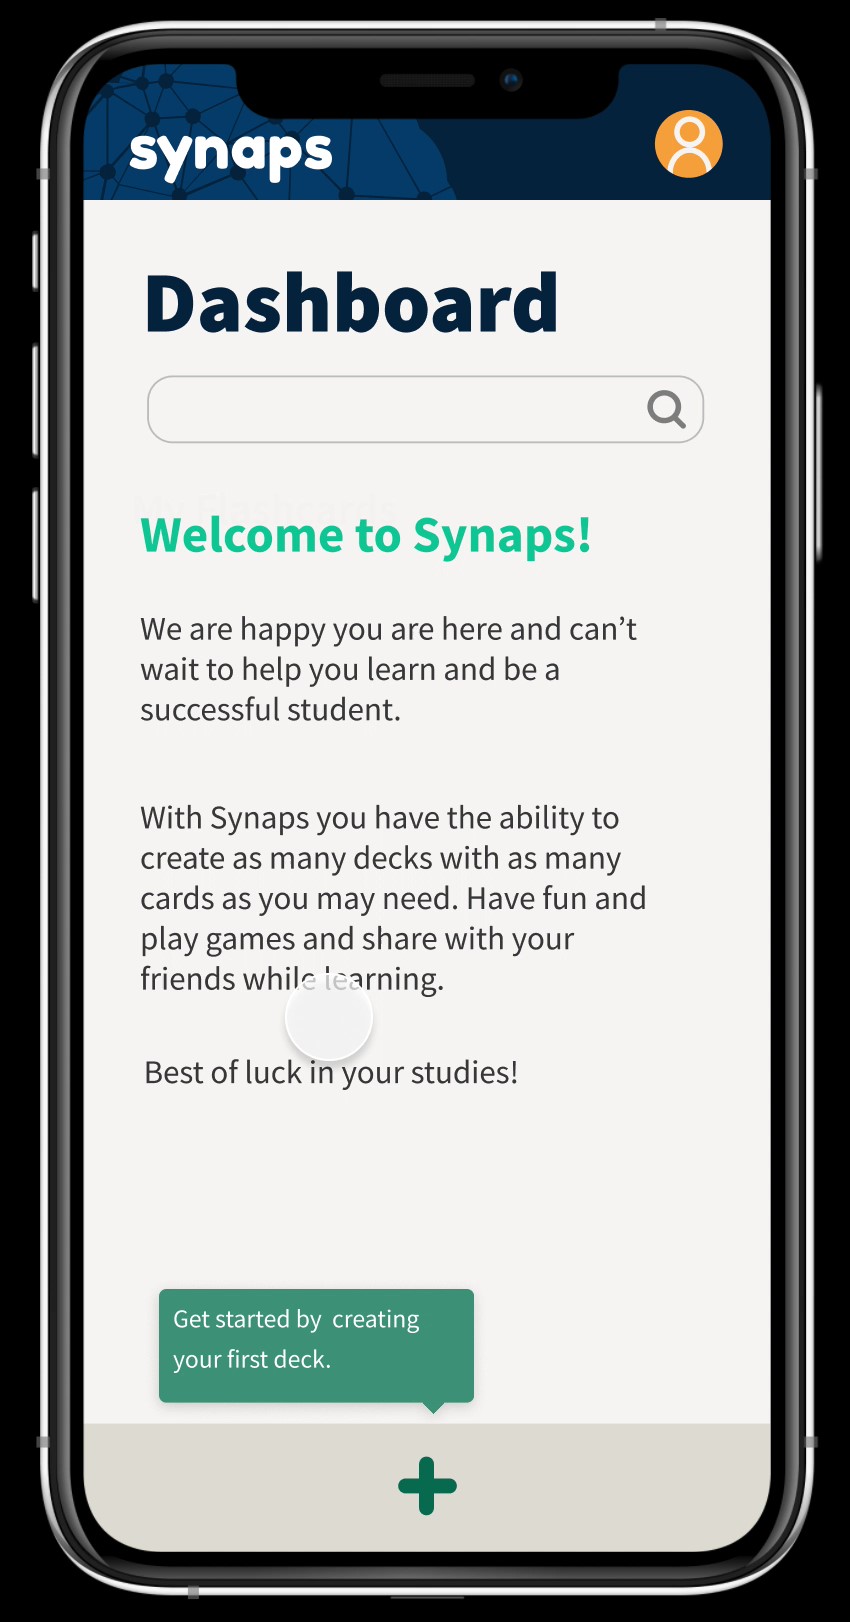 synaps
Dashboard
My Flashcards
Welcome to Synaps!
We are happy you are here and can’t
wait to help you learn and be a
successful student.
With Synaps you have the ability to
create as many decks with as many
cards as you may need. Have fun and
play games and share with your
friends while learning.
Best of luck in your studies!
Get started by creating
your first deck.